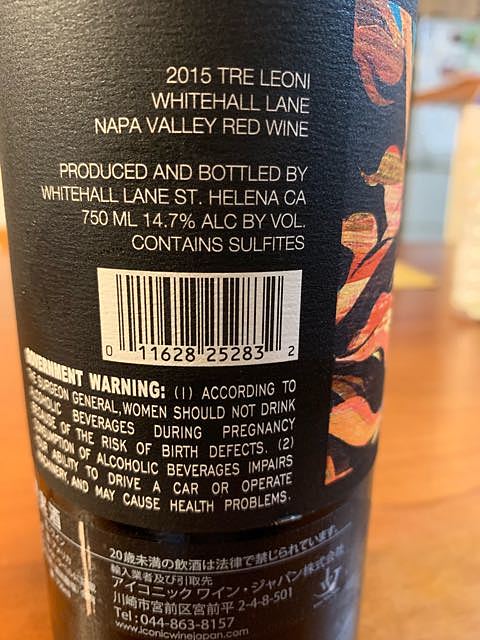 2015 TRE LEONI
WHITEHALL LANE
NAPA VALLEY RED WINE
PRODUCED AND BOTTLED BY
WHITEHALL LANE ST. HELENA CA
750 ML 14.7% ALC BY VOL.
CONTAINS SULFITES
0 11628 25283 2
GOVERNMENT WARNING: (1) ACCORDING TO
SURGEON GENERAL, WOMEN SHOULD NOT DRINK
BEVERAGES DURING PREGNANCY
OF THE RISK OF BIRTH DEFECTS. (2)
OF ALCOHOLIC BEVERAGES IMPAIRS
ABILITY TO DRIVE A CAR OR OPERATE
AND MAY CAUSE HEALTH PROBLEMS.
20歳未満の飲酒は法律で禁じられています。
輸入業者及び引取先
アイコニック ワイン・ジャパン株式会社
川崎市宮前区宮前平 2-4-8-501
Tel : 044-863-8157
www.iconicwinejapan.com